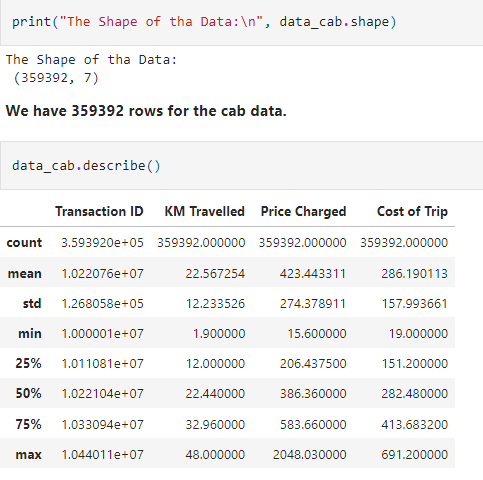 print("The Shape of tha Data:\n", data_cab.shape)
The Shape of tha Data:
(359392, 7)
We have 359392 rows for the cab data.
data_cab.describe()
Transaction ID KM Travelled Price Charged Cost of Trip
count 3.593920e+05 359392.000000 359392.000000 359392.000000
mean 1.022076e+07 22.567254 423.443311 286.190113
std 1.268058e+05 12.233526 274.378911 157.993661
min 1.000001e+07 1.900000 15.600000 19.000000
25% 1.011081e+07 12.000000 206.437500 151.200000
50% 1.022104e+07 22.440000 386.360000 282.480000
75% 1.033094e+07 32.960000 583.660000 413.683200
max 1.044011e+07 48.000000 2048.030000 691.200000